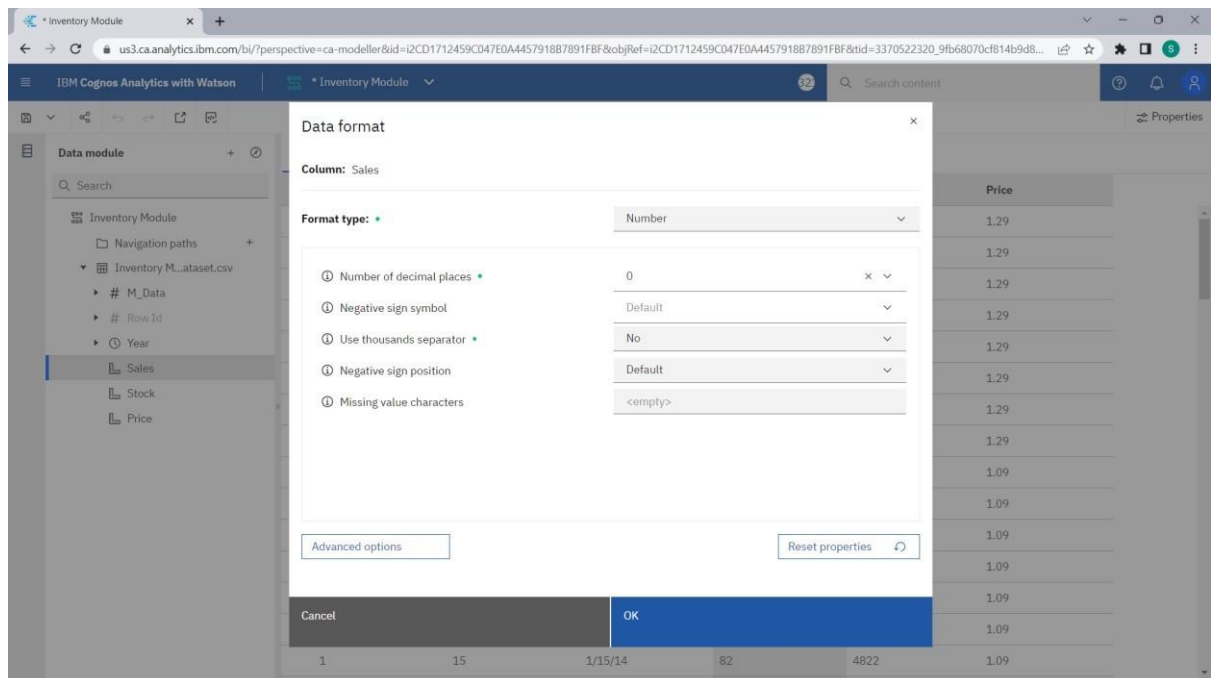 * Inventory Module
us3.ca.analytics.ibm.com/bi/?perspective=ca-modeller&id=i2CD1712459C047E0A4457918B7891FBF&objRef=i2CD1712459C047E0A4457918B7891FBF&tid=3370522320_9fb68070cf814b9d8...
S
IBM Cognos Analytics with Watson
* Inventory Module
32
Search content
Properties
Data module
Search
Inventory Module
Navigation paths
Inventory M...ataset.csv
# M_Data
# Row Id
Year
Sales
Stock
Price
Data format
Column: Sales
Format type:
Number
Number of decimal places
0
Negative sign symbol
Default
Use thousands separator
No
Negative sign position
Default
Missing value characters
<empty>
Advanced options
Reset properties
Cancel
OK
Price
1.29
1.29
1.29
1.29
1.29
1.29
1.29
1.29
1.09
1.09
1.09
1.09
1.09
1.09
1 15 1/15/14 82 4822 1.09